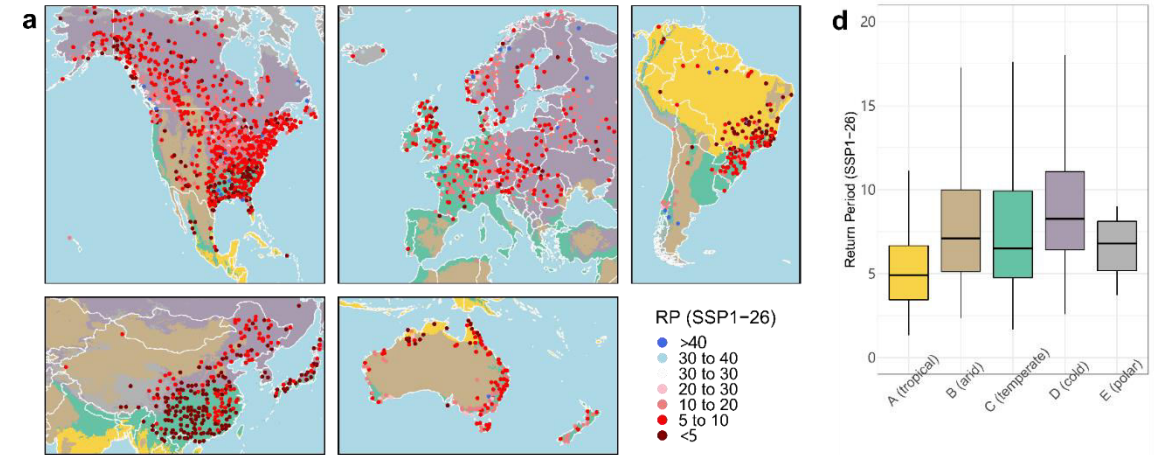 a
RP (SSP1−26)
>40
30 to 40
30 to 30
20 to 30
10 to 20
5 to 10
<5
d
Return Period (SSP1−26)
20
15
10
5
0
A (tropical)
B (arid)
C (temperate)
D (cold)
E (polar)